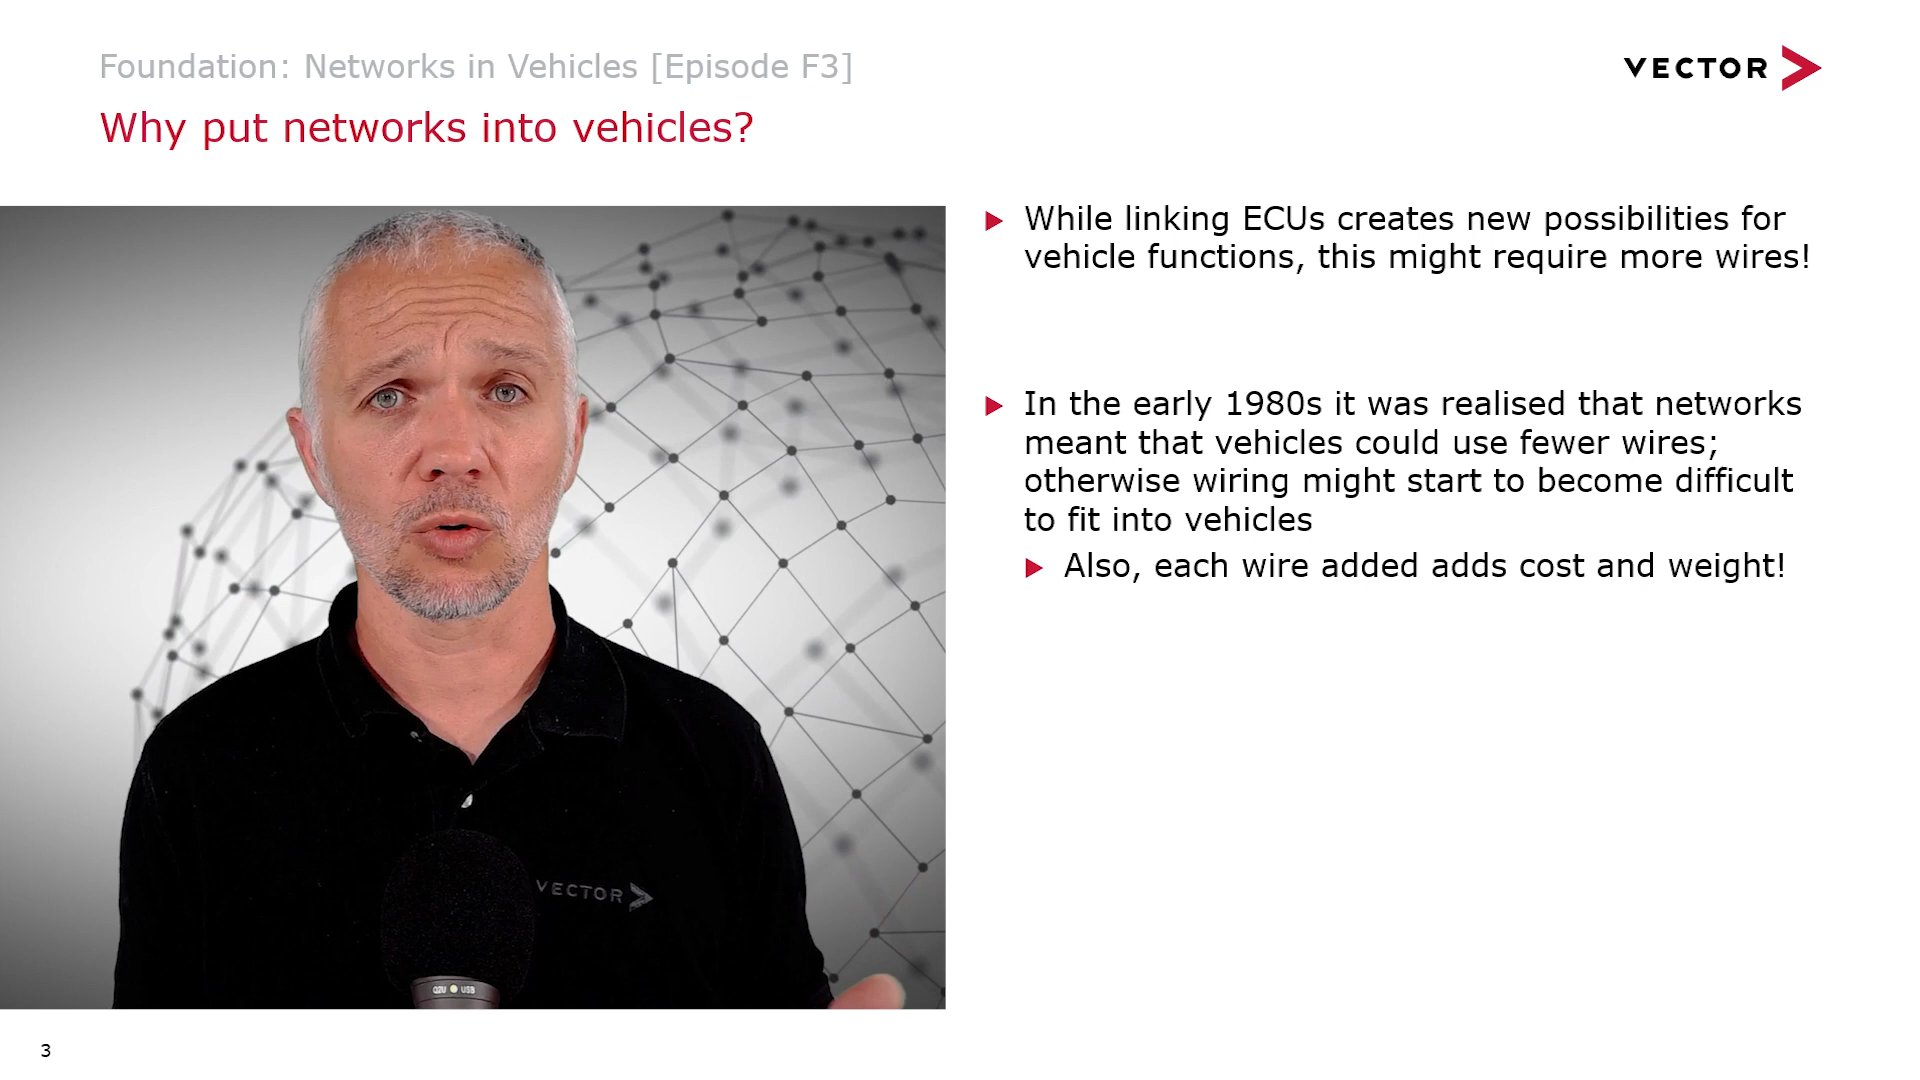 Foundation: Networks in Vehicles [Episode F3]
VECTOR
Why put networks into vehicles?
While linking ECUs creates new possibilities for
vehicle functions, this might require more wires!
In the early 1980s it was realised that networks
meant that vehicles could use fewer wires;
otherwise wiring might start to become difficult
to fit into vehicles
Also, each wire added adds cost and weight!
VECTOR
Q2U USB
3